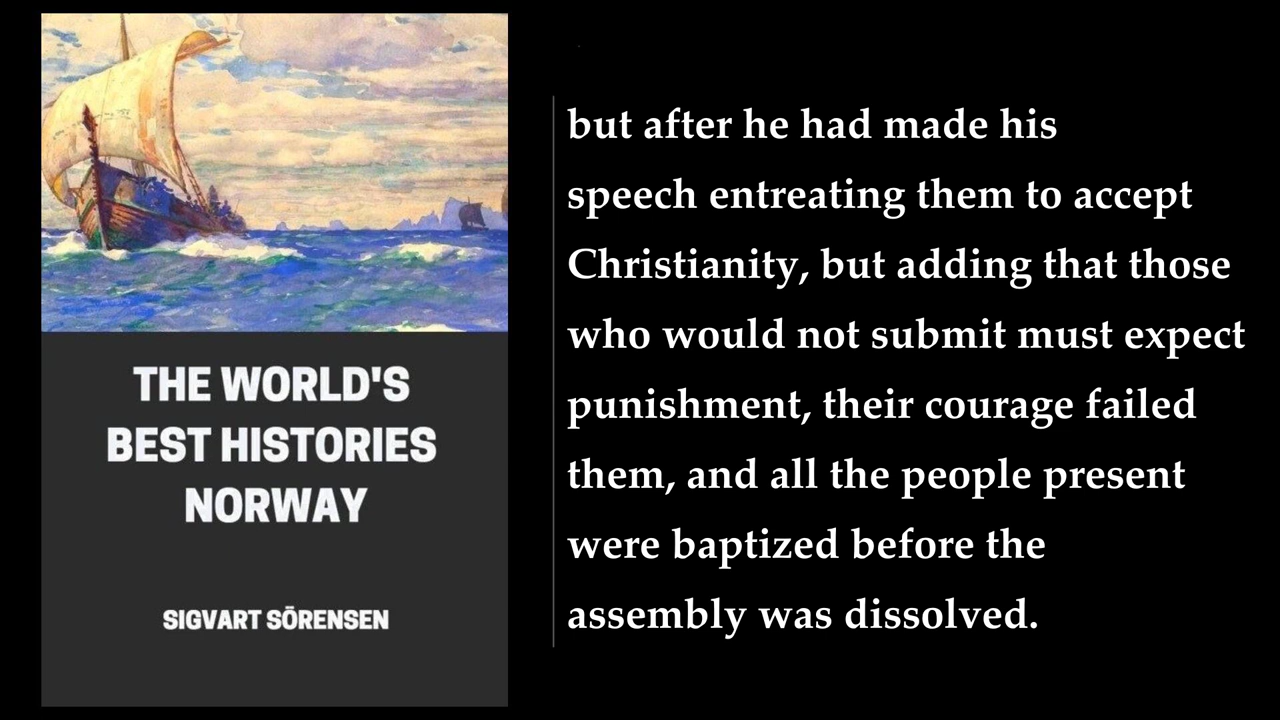 THE WORLD'S
BEST HISTORIES
NORWAY
SIGVART SÖRENSEN
but after he had made his
speech entreating them to accept
Christianity, but adding that those
who would not submit must expect
punishment, their courage failed
them, and all the people present
were baptized before the
assembly was dissolved.